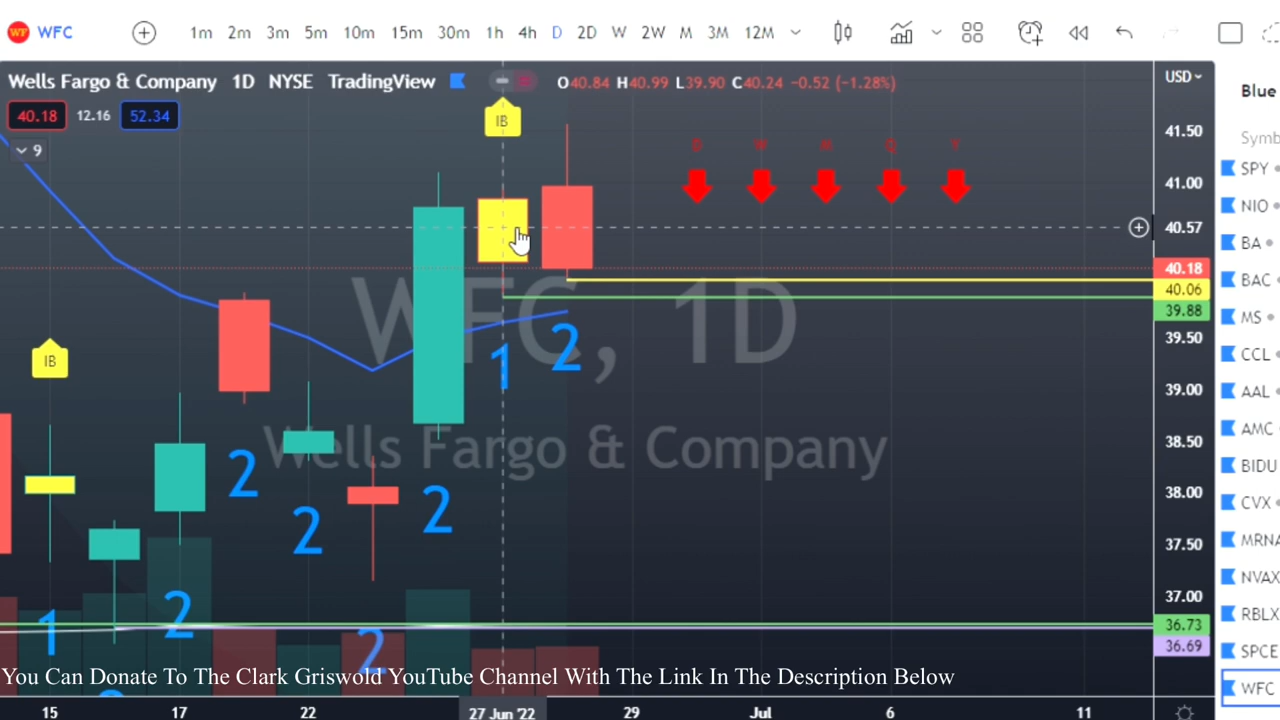 WF WFC 1m 2m 3m 5m 10m 15m 30m 1h 4h D 2D W 2W M 3M 12M
Wells Fargo & Company 1D NYSE TradingView O40.84 H40.99 L39.90 C40.24 −0.52 (−1.28%) USD
40.18 12.16 52.34
9
IB
IB
D W M Q Y
41.50
41.00
40.57
40.18
40.06
39.88
39.50
39.00
38.50
38.00
37.50
37.00
36.73
36.69
WFC, 1D
Wells Fargo & Company
1 2 2 2 2 2 1 2
Blue
Symb
SPY
NIO
BA
BAC
MS
CCL
AAL
AMC
BIDU
CVX
MRNA
NVAX
RBLX
SPCE
WFC
You Can Donate To The Clark Griswold YouTube Channel With The Link In The Description Below
15 17 22 27 Jun '22 29 Jul 6 11